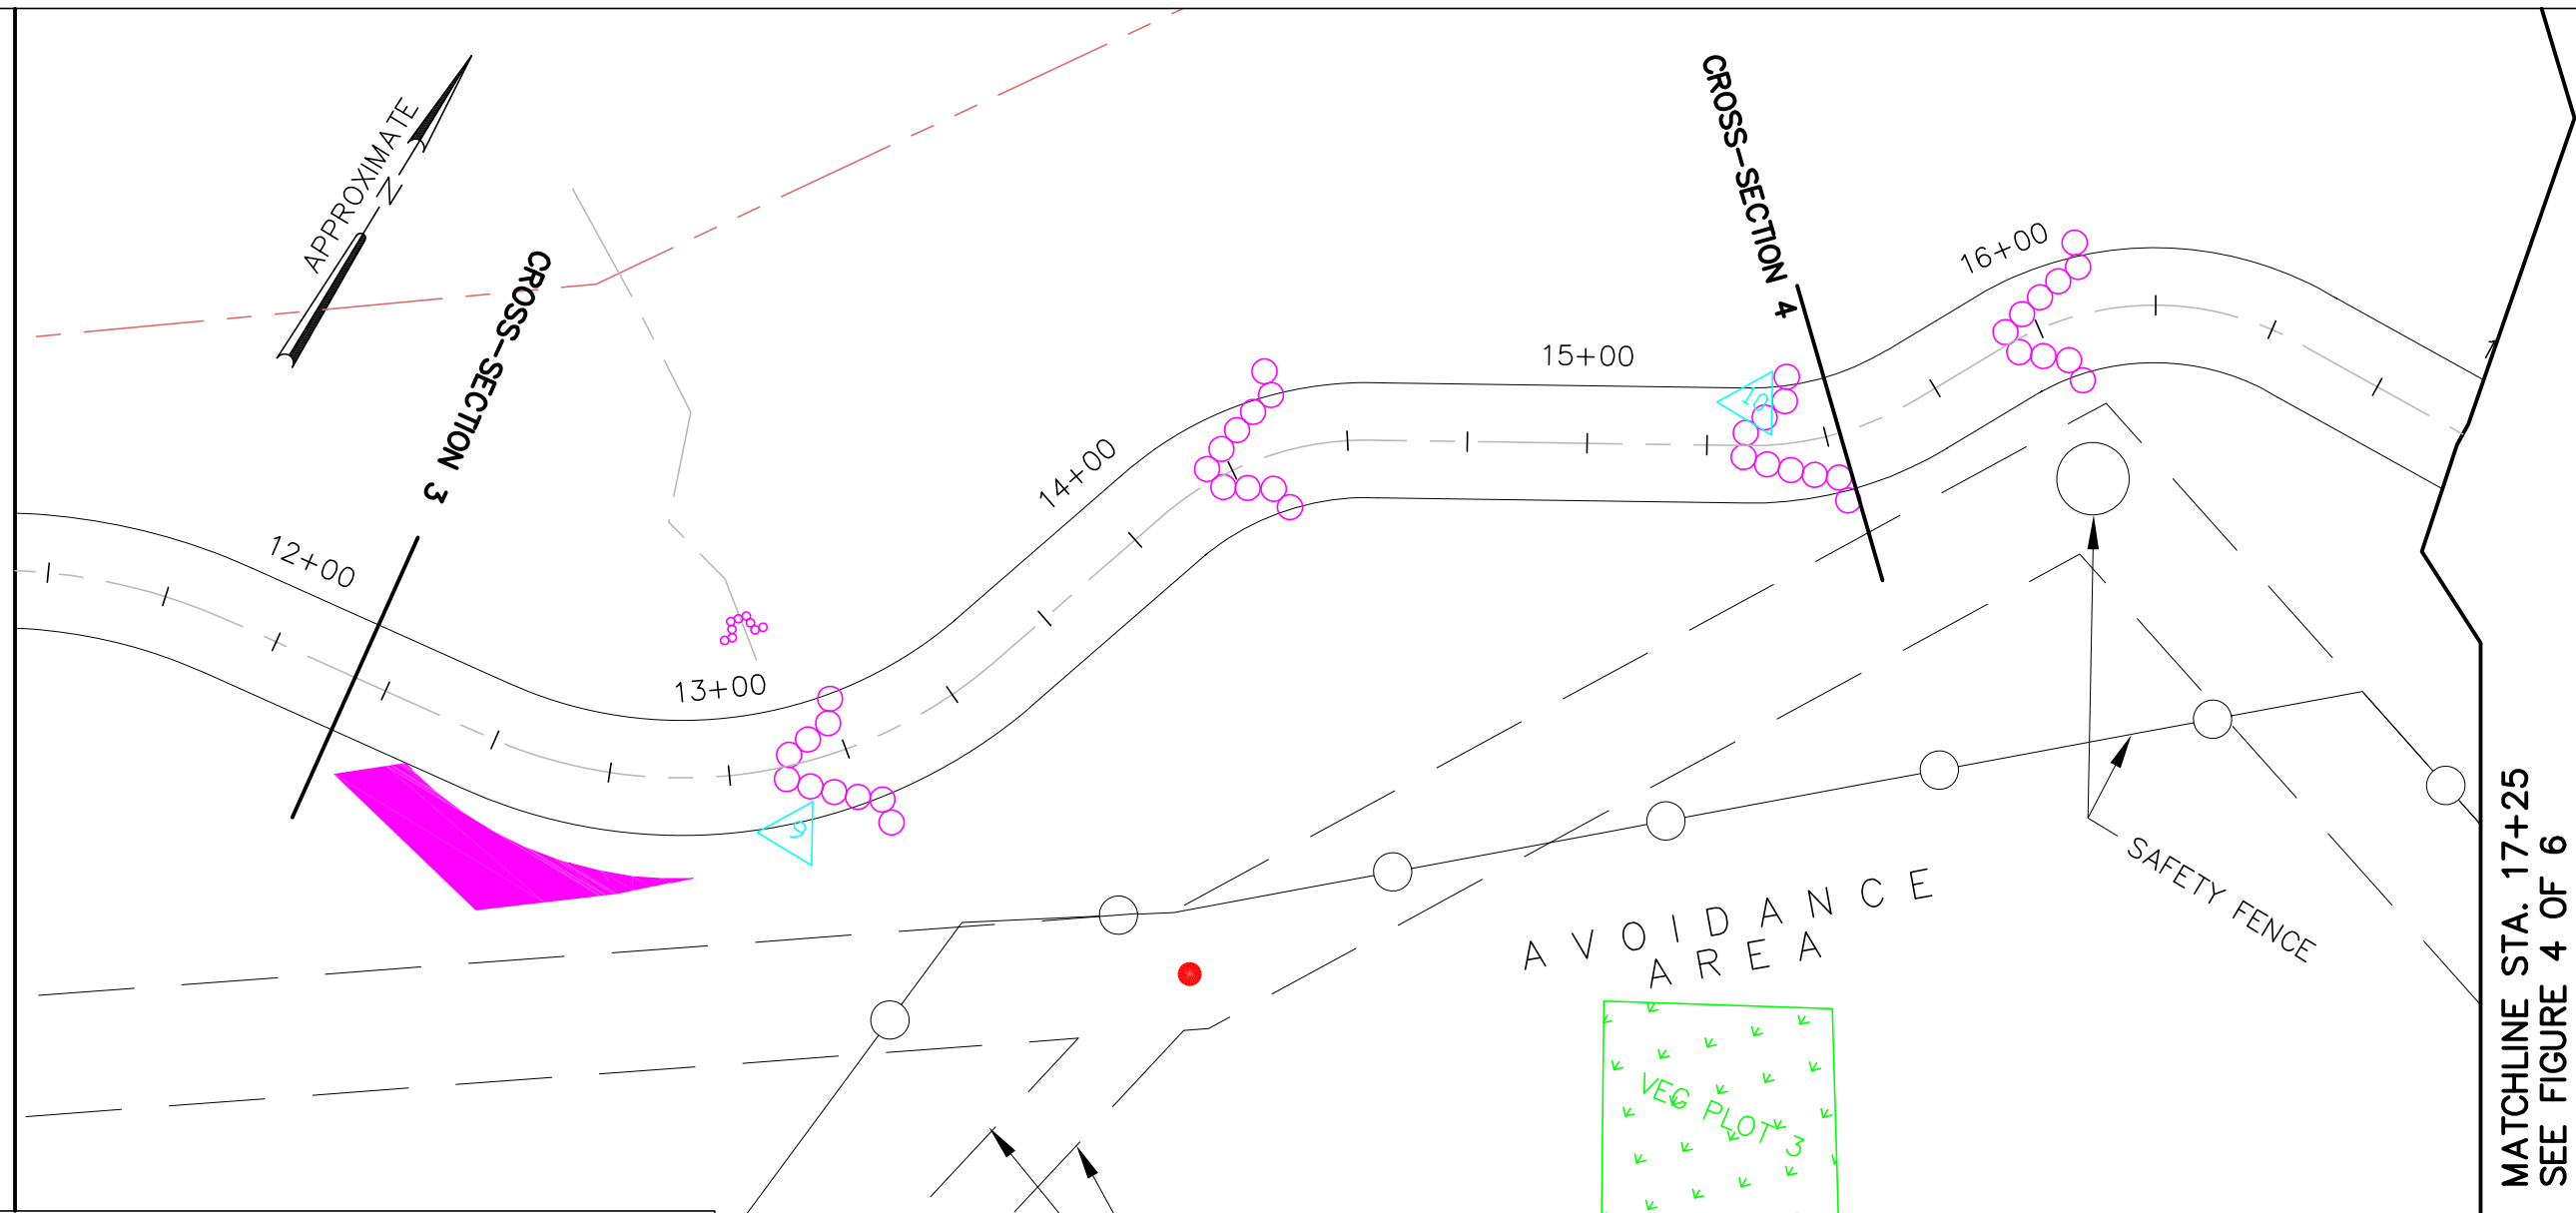 APPROXIMATE
N
CROSS-SECTION 3
CROSS-SECTION 4
12+00
13+00
14+00
15+00
16+00
9
10
SAFETY FENCE
AVOIDANCE
AREA
VEG PLOT 3
MATCHLINE STA. 17+25
SEE FIGURE 4 OF 6